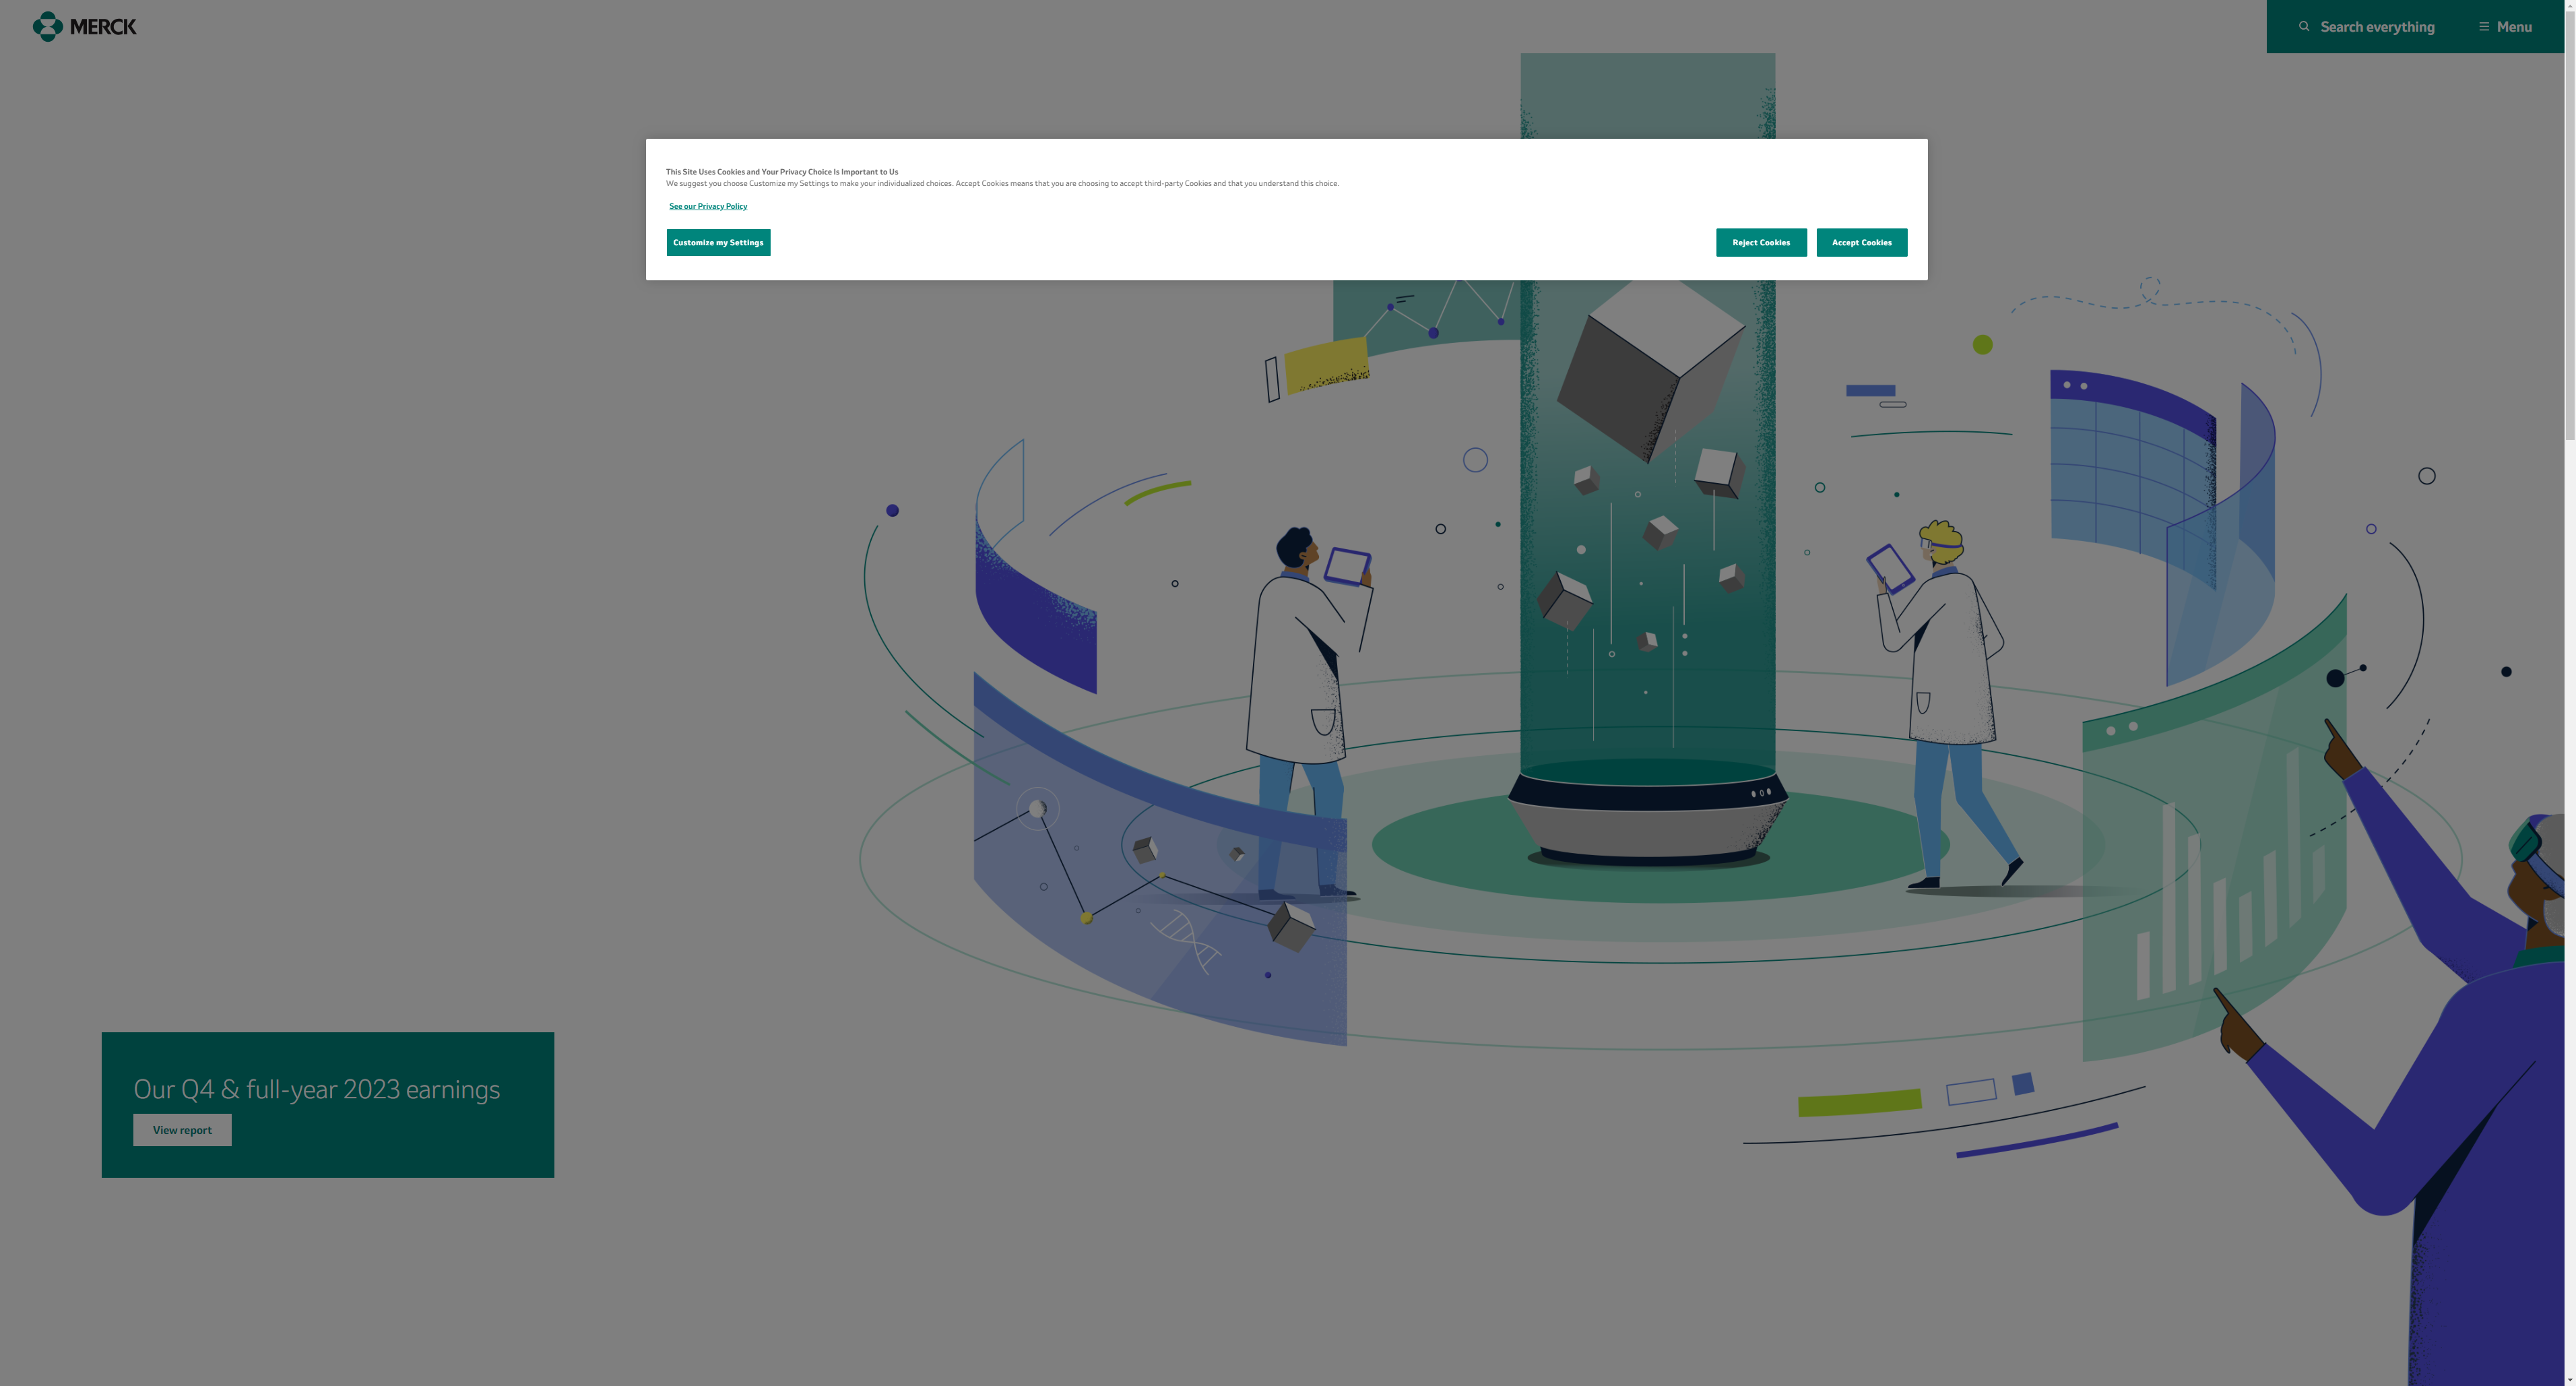 MERCK
Search everything
Menu
This Site Uses Cookies and Your Privacy Choice Is Important to Us
We suggest you choose Customize my Settings to make your individualized choices. Accept Cookies means that you are choosing to accept third-party Cookies and that you understand this choice.
See our Privacy Policy
Customize my Settings
Reject Cookies
Accept Cookies
Our Q4 & full-year 2023 earnings
View report